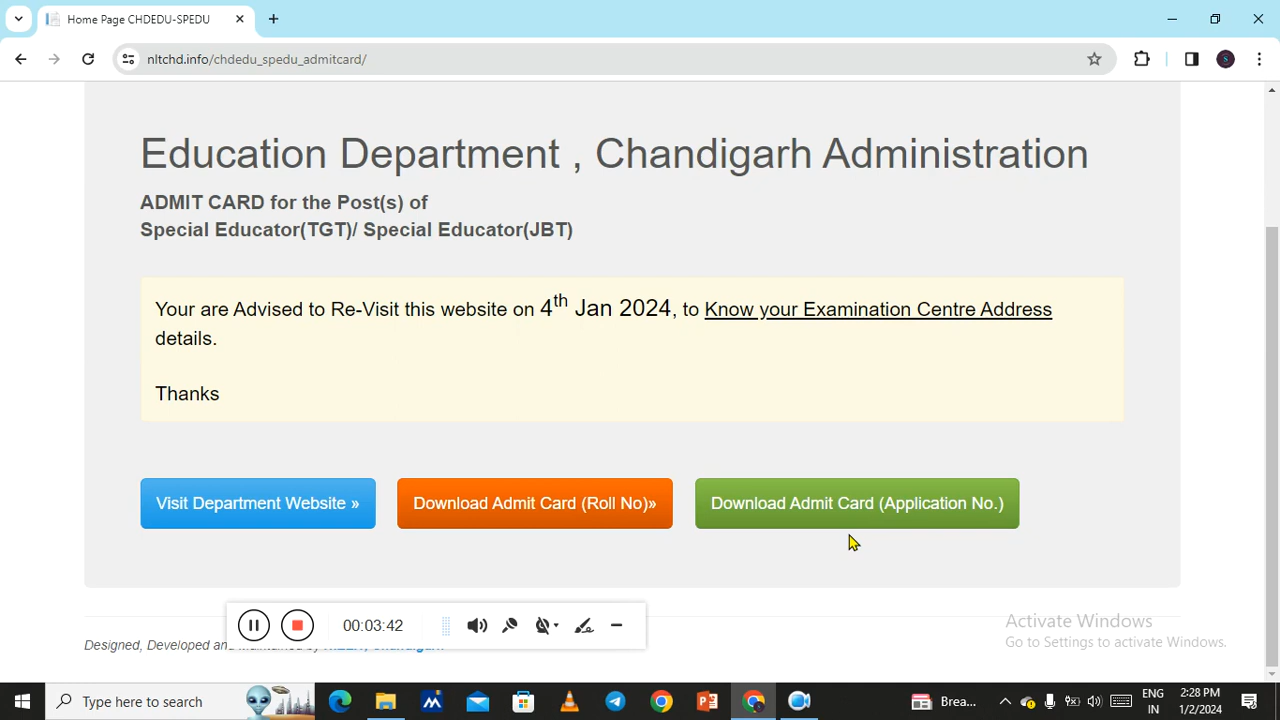 Home Page CHDEDU-SPEDU
nltchd.info/chdedu_spedu_admitcard/
S
Education Department , Chandigarh Administration
ADMIT CARD for the Post(s) of
Special Educator(TGT)/ Special Educator(JBT)
Your are Advised to Re-Visit this website on 4th Jan 2024, to Know your Examination Centre Address
details.
Thanks
Visit Department Website » Download Admit Card (Roll No)» Download Admit Card (Application No.)
00:03:42
Designed, Developed and Maintained by
Activate Windows
Go to Settings to activate Windows.
Type here to search
Brea...
ENG
IN
2:28 PM
1/2/2024